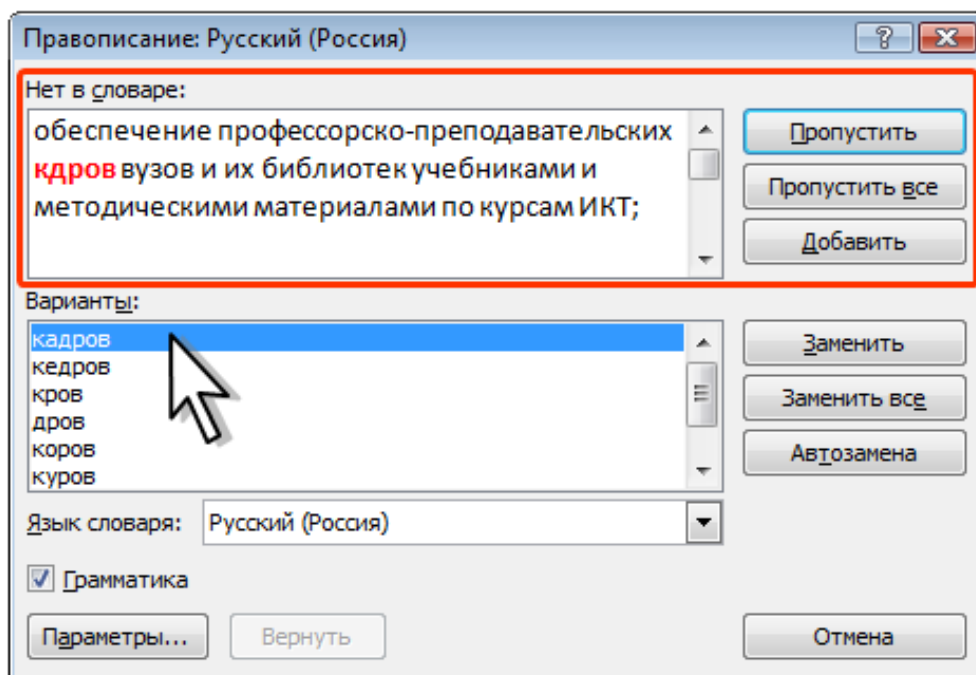 Правописание: Русский (Россия)
Нет в словаре:
обеспечение профессорско-преподавательских
кдров вузов и их библиотек учебниками и
методическими материалами по курсам ИКТ;
Пропустить
Пропустить все
Добавить
Варианты:
кадров
кедров
кров
дров
коров
куров
Заменить
Заменить все
Автозамена
Язык словаря: Русский (Россия)
Грамматика
Параметры... Вернуть Отмена